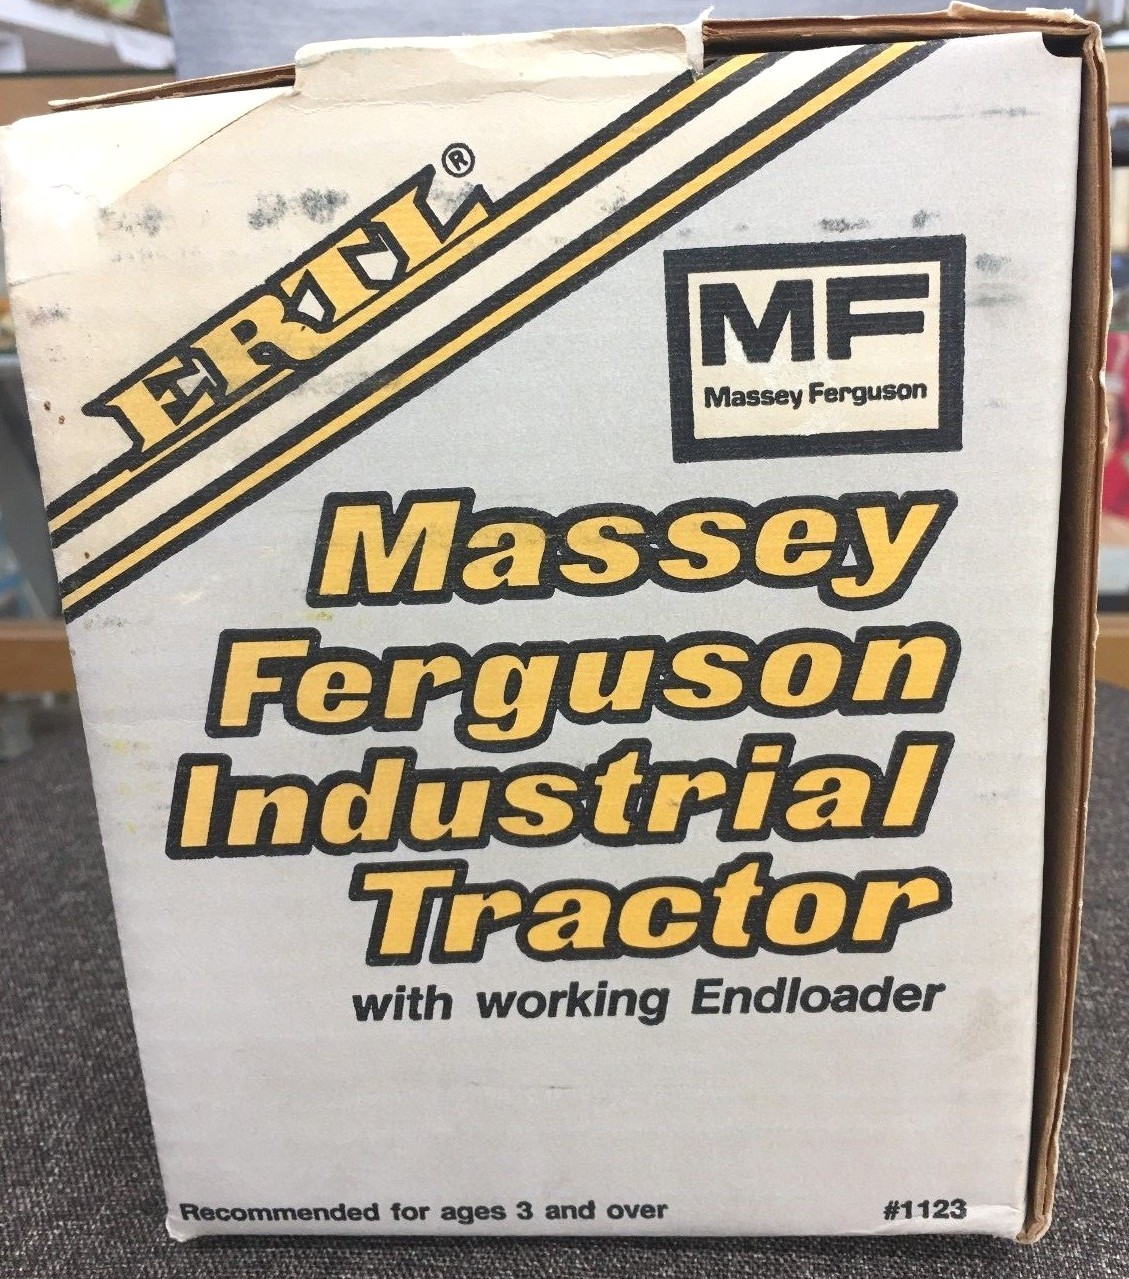 ERTL®
MF
Massey Ferguson
Massey
Ferguson
Industrial
Tractor
with working Endloader
Recommended for ages 3 and over
#1123